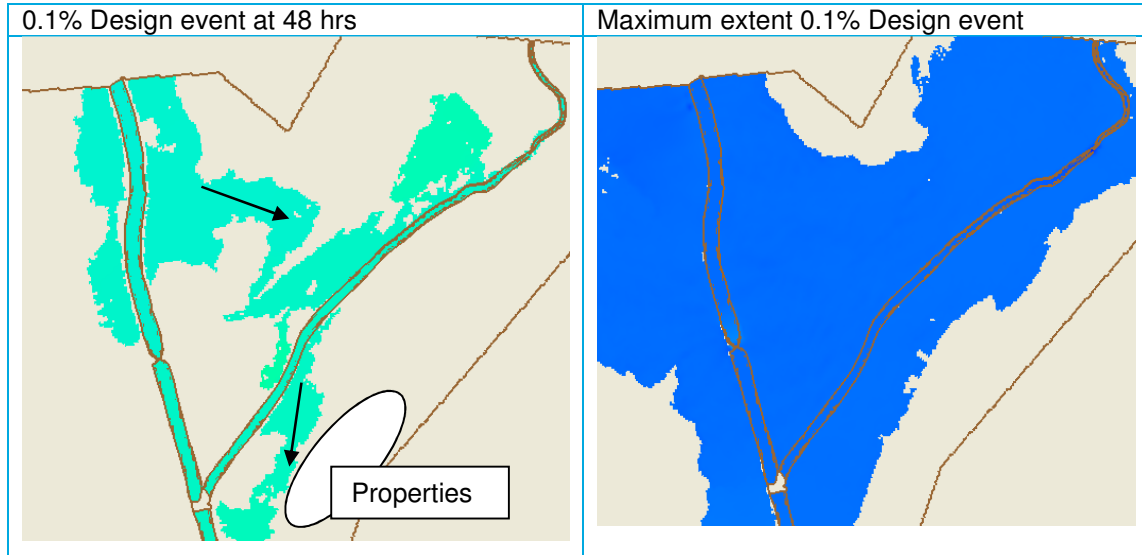 0.1% Design event at 48 hrs
Maximum extent 0.1% Design event
Properties